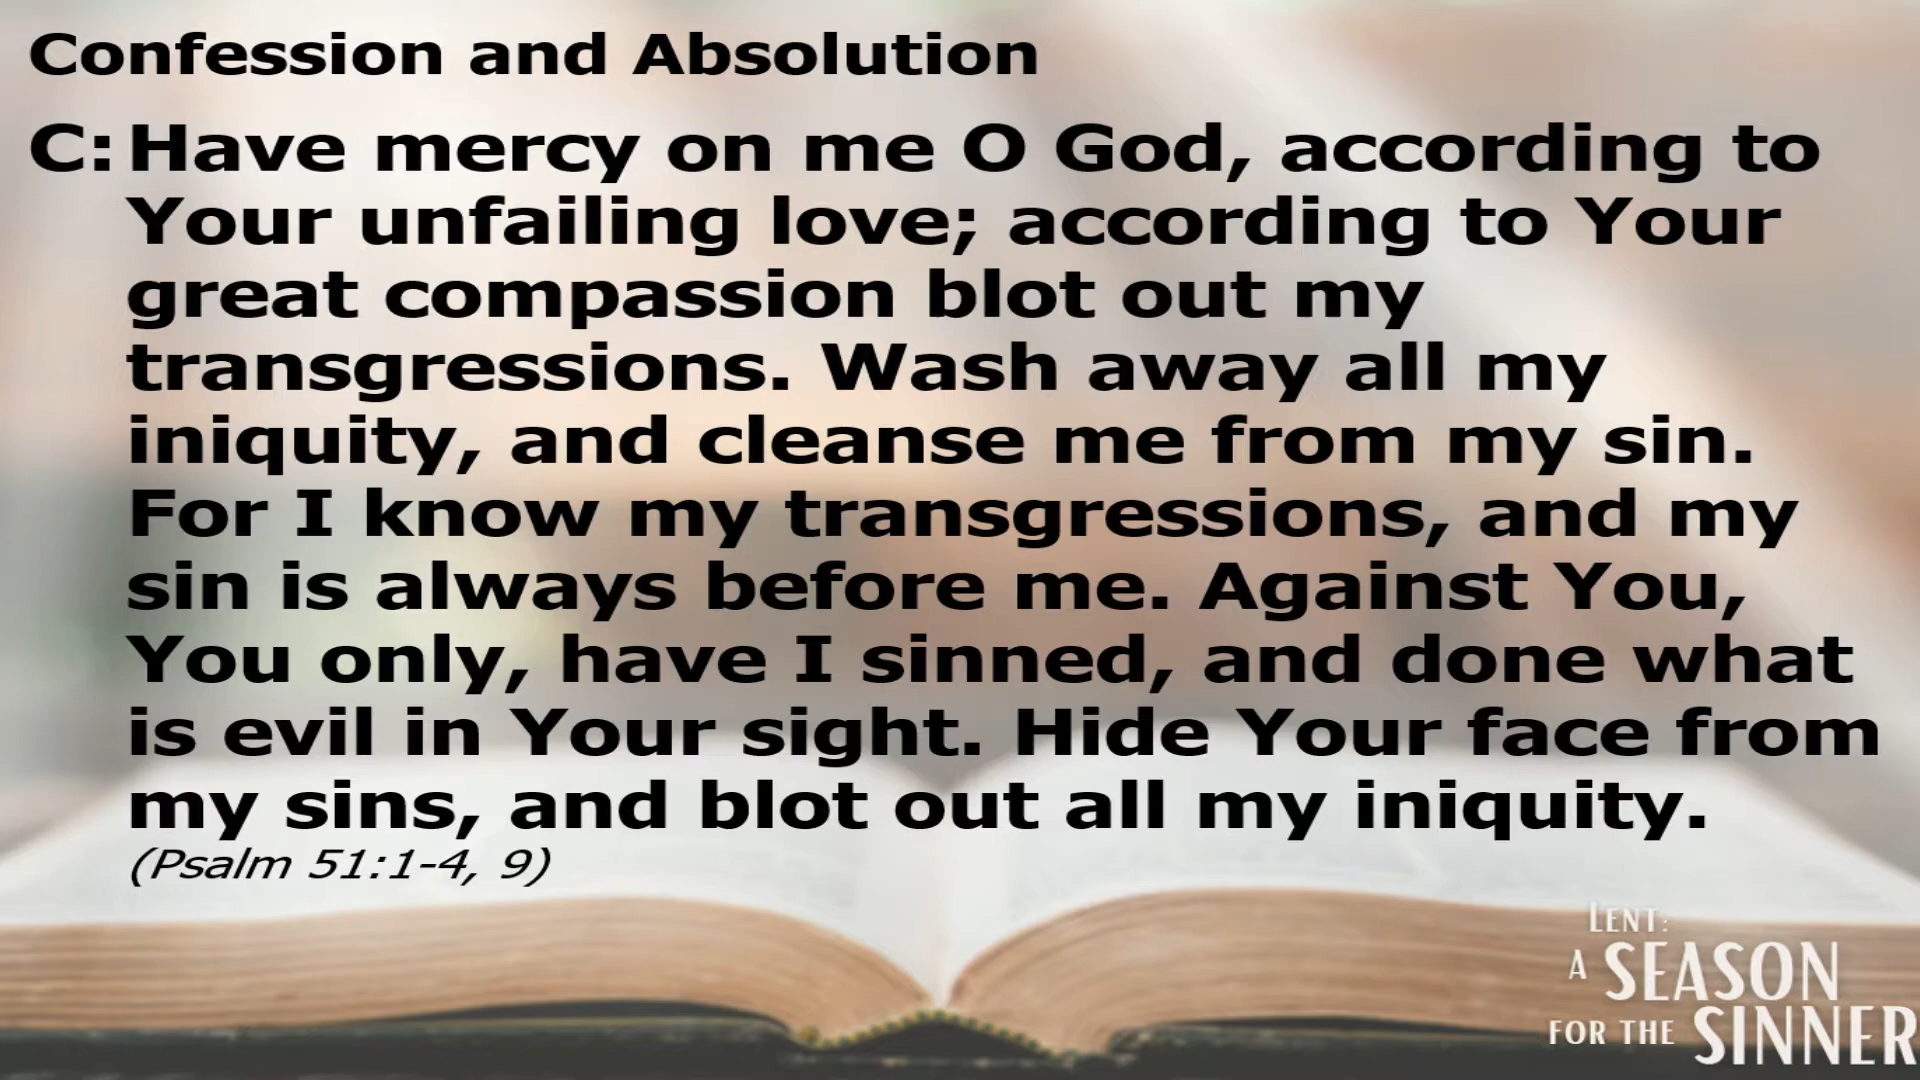 Confession and Absolution
C: Have mercy on me O God, according to
Your unfailing love; according to Your
great compassion blot out my
transgressions. Wash away all my
iniquity, and cleanse me from my sin.
For I know my transgressions, and my
sin is always before me. Against You,
You only, have I sinned, and done what
is evil in Your sight. Hide Your face from
my sins, and blot out all my iniquity.
(Psalm 51:1-4, 9)
LENT:
A SEASON
FOR THE SINNER